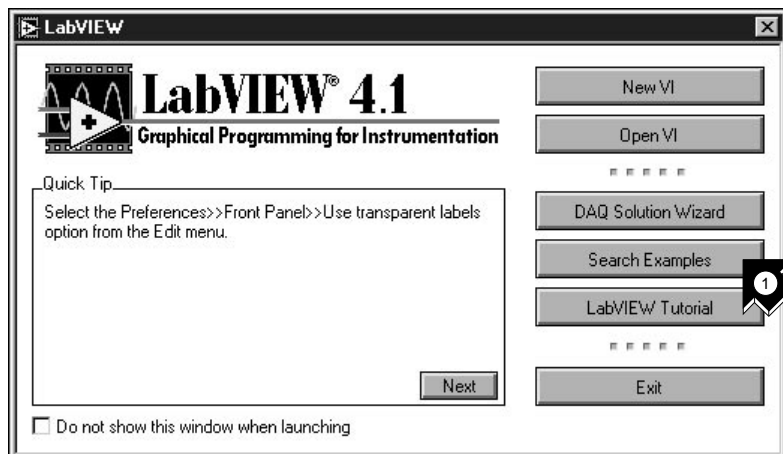 LabVIEW
LabVIEW® 4.1
Graphical Programming for Instrumentation
Quick Tip
Select the Preferences>>Front Panel>>Use transparent labels
option from the Edit menu.
Next
Do not show this window when launching
New VI
Open VI
DAQ Solution Wizard
Search Examples
1
LabVIEW Tutorial
Exit